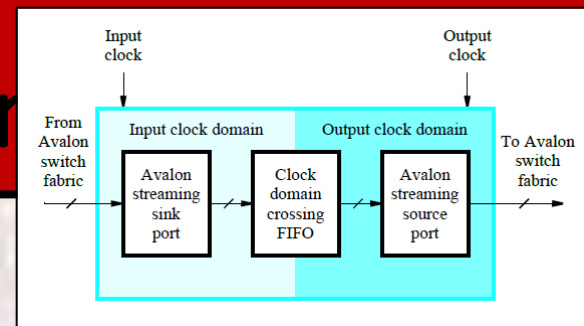 Input
clock
Output
clock
From
Avalon
switch
fabric
Input clock domain
Output clock domain
To Avalon
switch
fabric
Avalon
streaming
sink
port
Clock
domain
crossing
FIFO
Avalon
streaming
source
port